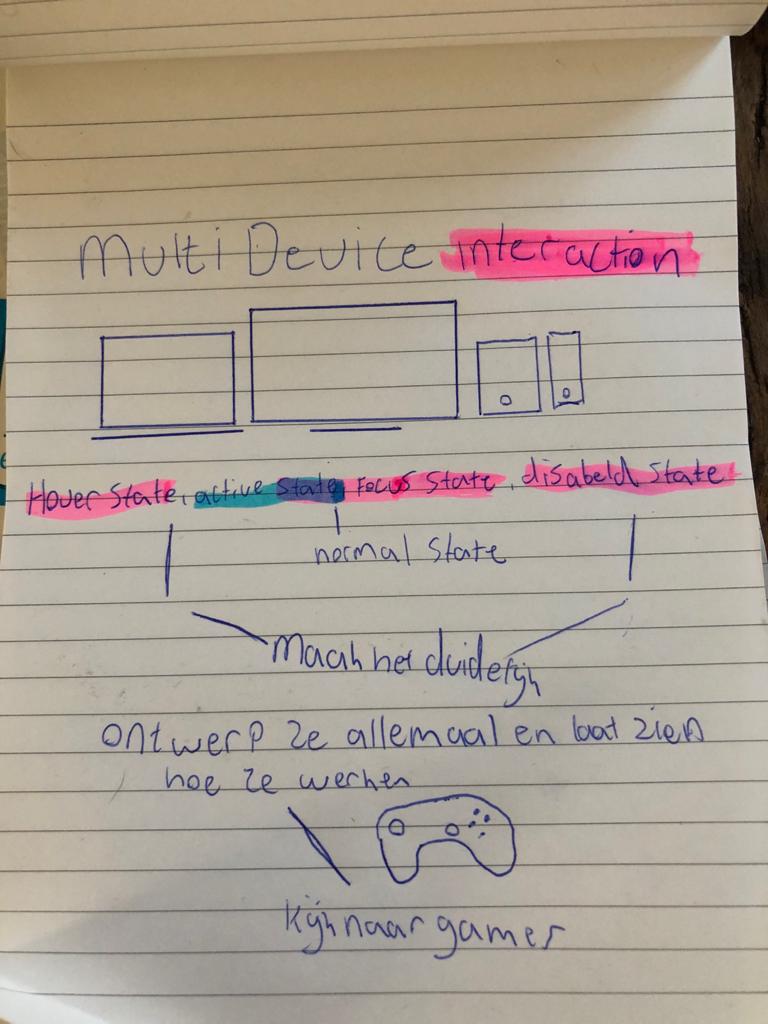 Multi Device interaction
Hover State, active State, Focus State, disabeld State
normal State
Maak het duidelijk
ontwerp ze allemaal en laat zien
hoe ze werken
Kijk naar games